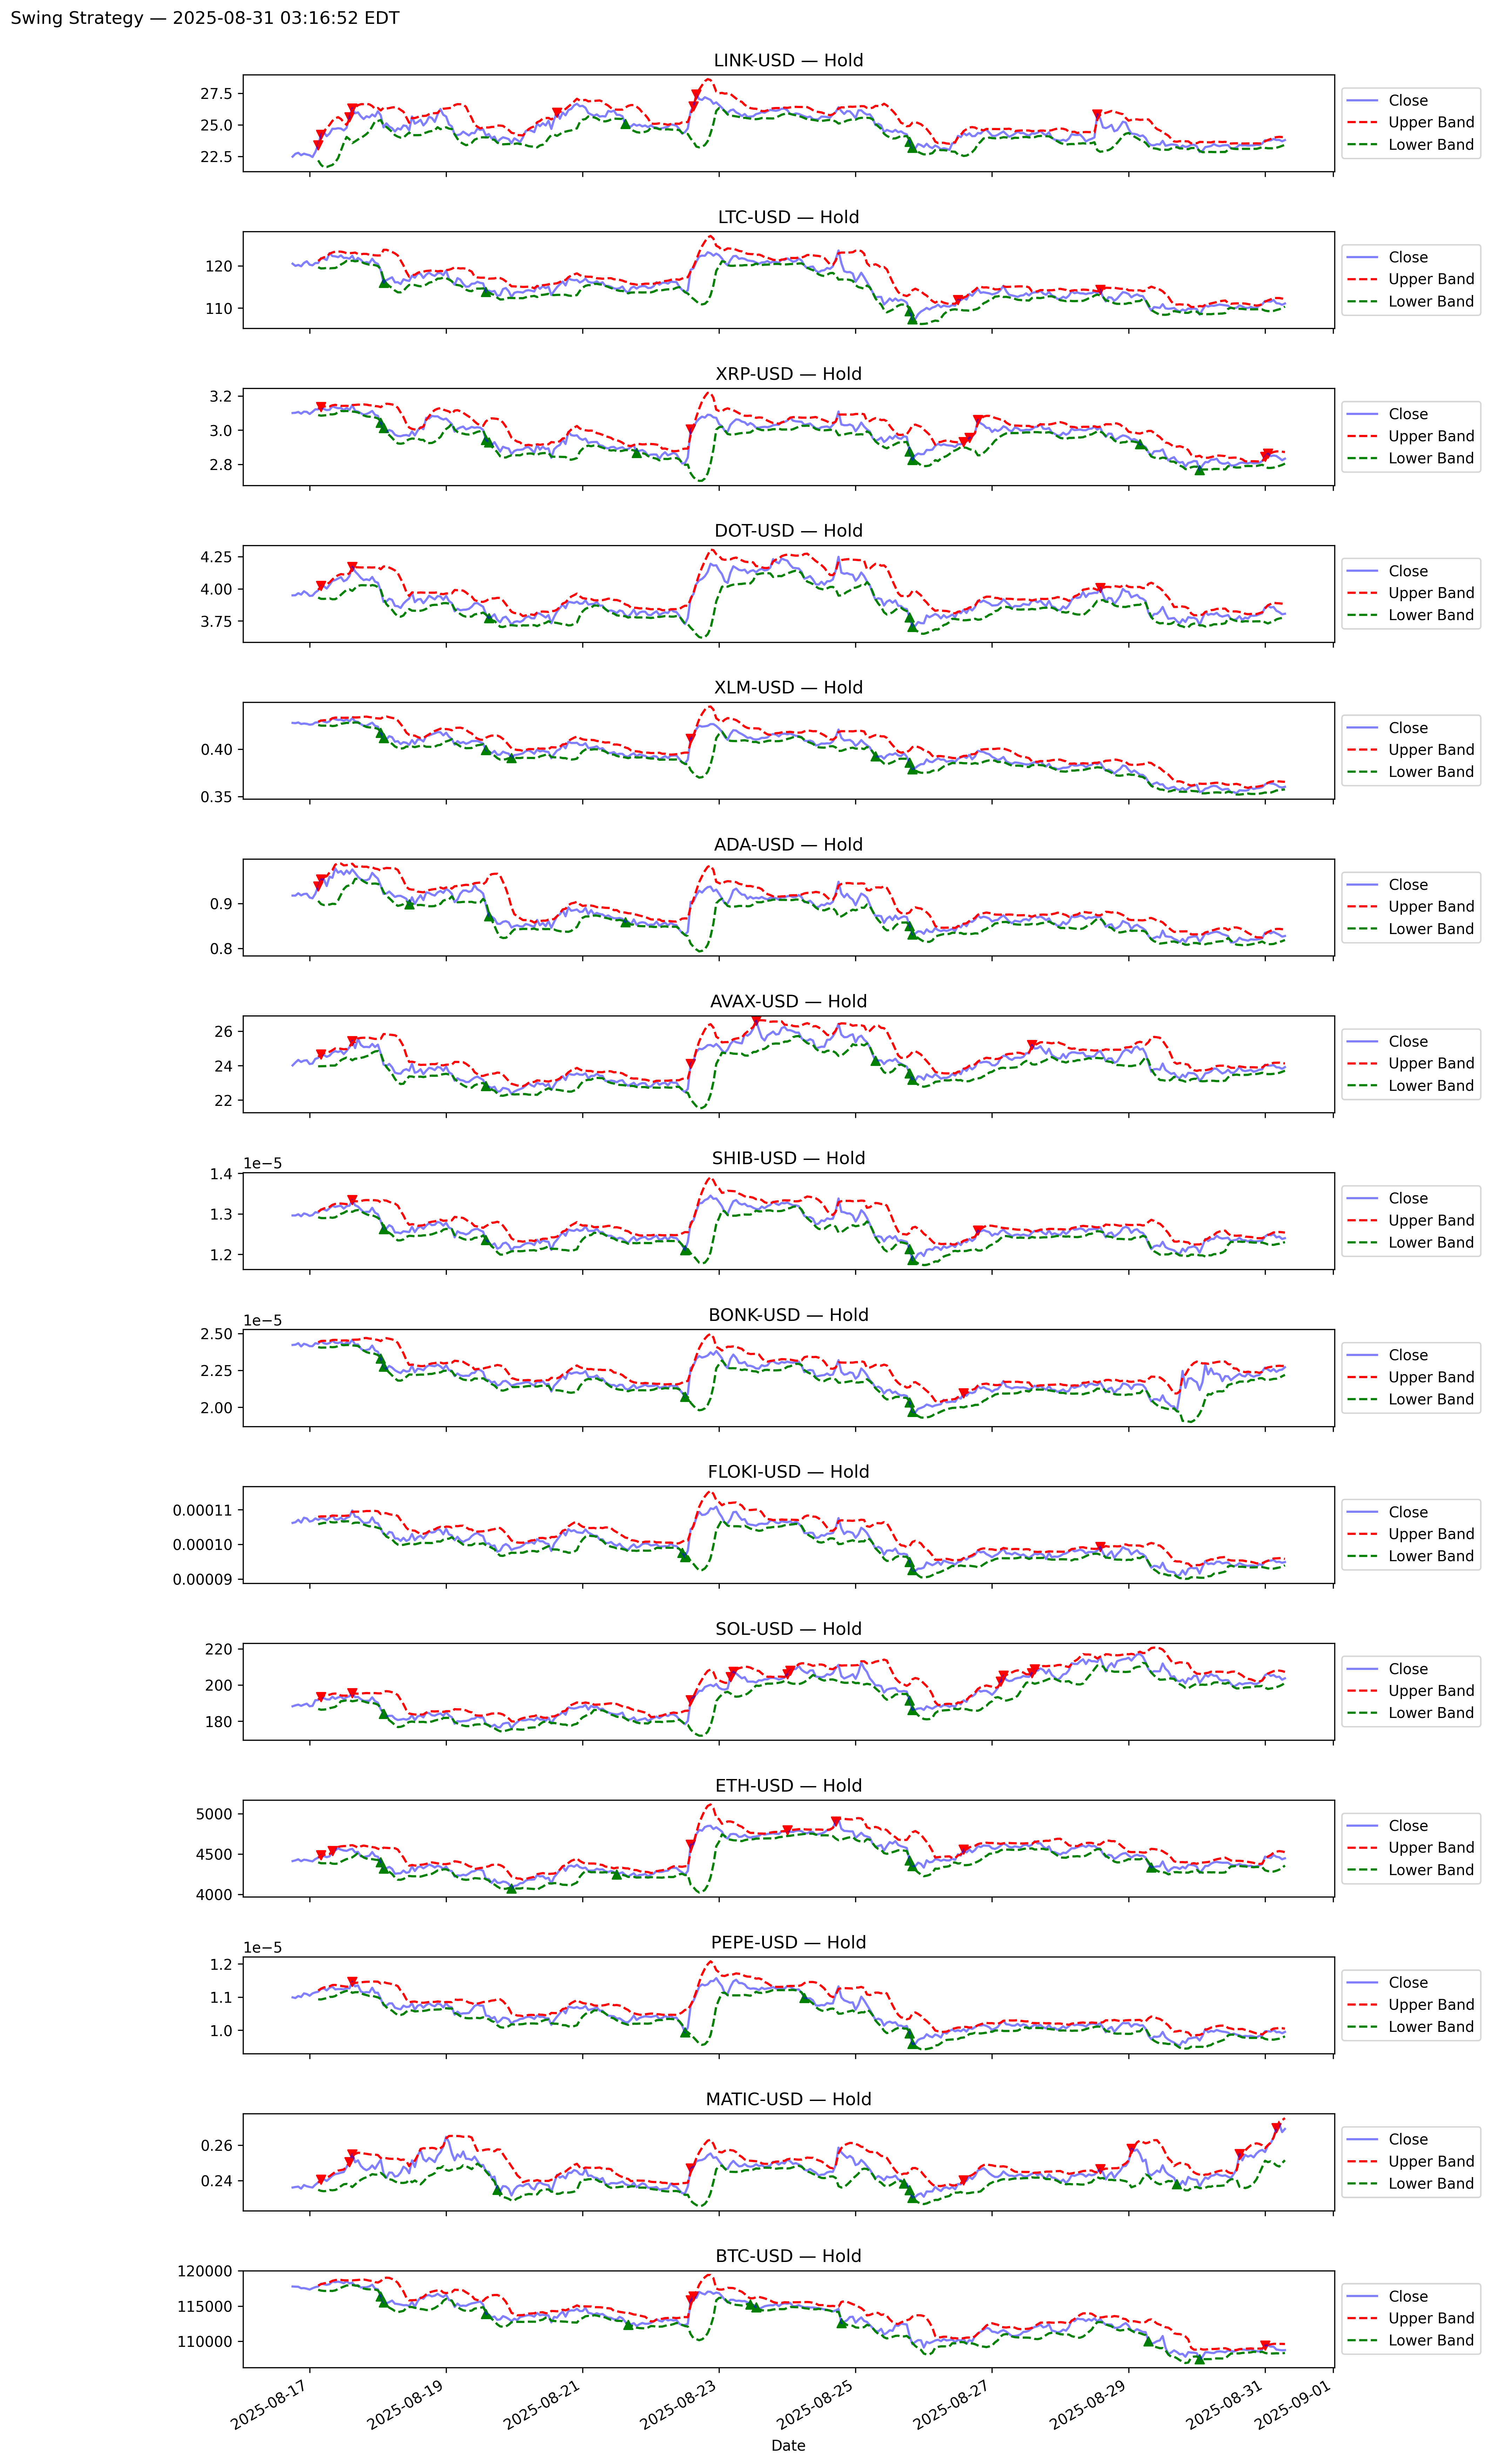 Swing Strategy — 2025-08-31 03:16:52 EDT
LINK-USD — Hold
27.5
25.0
22.5
Close
Upper Band
Lower Band
LTC-USD — Hold
120
110
Close
Upper Band
Lower Band
XRP-USD — Hold
3.2
3.0
2.8
Close
Upper Band
Lower Band
DOT-USD — Hold
4.25
4.00
3.75
Close
Upper Band
Lower Band
XLM-USD — Hold
0.40
0.35
Close
Upper Band
Lower Band
ADA-USD — Hold
0.9
0.8
Close
Upper Band
Lower Band
AVAX-USD — Hold
26
24
22
Close
Upper Band
Lower Band
SHIB-USD — Hold
1e−5
1.4
1.3
1.2
Close
Upper Band
Lower Band
BONK-USD — Hold
1e−5
2.50
2.25
2.00
Close
Upper Band
Lower Band
FLOKI-USD — Hold
0.00011
0.00010
0.00009
Close
Upper Band
Lower Band
SOL-USD — Hold
220
200
180
Close
Upper Band
Lower Band
ETH-USD — Hold
5000
4500
4000
Close
Upper Band
Lower Band
PEPE-USD — Hold
1e−5
1.2
1.1
1.0
Close
Upper Band
Lower Band
MATIC-USD — Hold
0.26
0.24
Close
Upper Band
Lower Band
BTC-USD — Hold
120000
115000
110000
Close
Upper Band
Lower Band
2025-08-17
2025-08-19
2025-08-21
2025-08-23
2025-08-25
2025-08-27
2025-08-29
2025-08-31
2025-09-01
Date